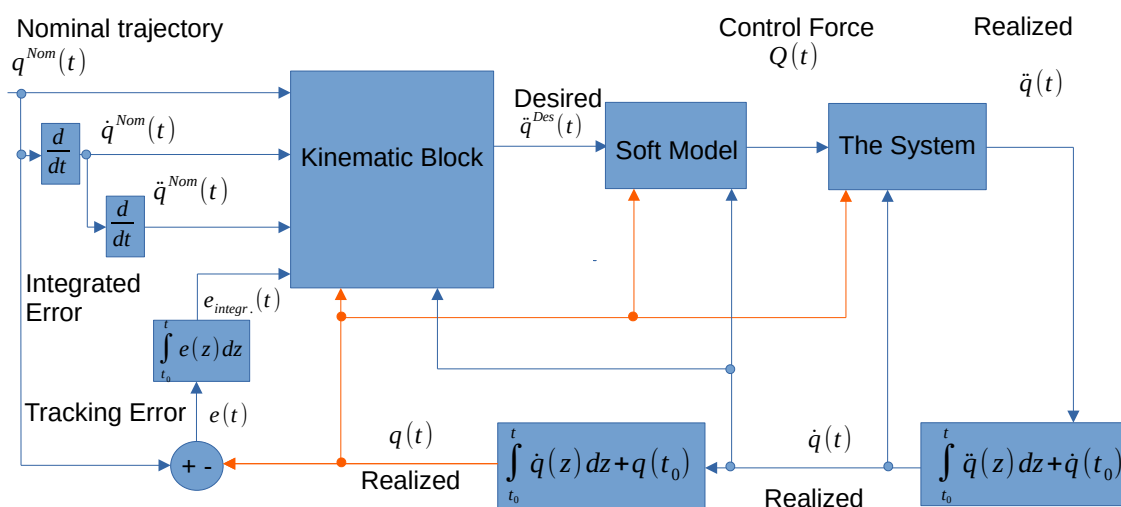 Nominal trajectory
q^{Nom}(t)
Control Force
Q(t)
Realized
q̈(t)
d/dt
q̇^{Nom}(t)
Kinematic Block
Desired
q̈^{Des}(t)
Soft Model
The System
d/dt
q̈^{Nom}(t)
Integrated
Error
e_{integr.}(t)
∫_{t_0}^{t} e(z)dz
Tracking Error
e(t)
+ -
q(t)
Realized
∫_{t_0}^{t} q̇(z)dz+q(t_0)
q̇(t)
Realized
∫_{t_0}^{t} q̈(z)dz+q̇(t_0)